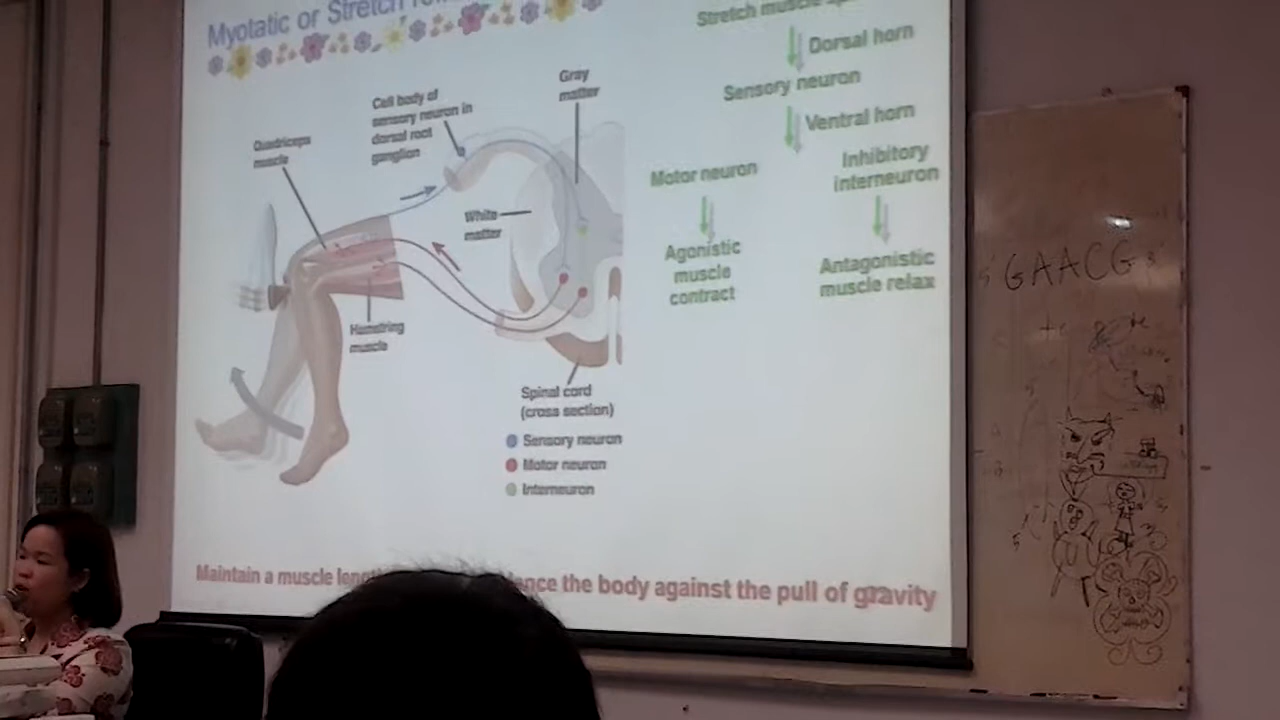 Myotatic or Stretch
Cell body of
sensory neuron in
dorsal root
ganglion
Gray
matter
Quadriceps
muscle
White
matter
Hamstring
muscle
Spinal cord
(cross section)
Sensory neuron
Motor neuron
Interneuron
Stretch muscle
Dorsal horn
Sensory neuron
Ventral horn
Motor neuron
Inhibitory
interneuron
Agonistic
muscle
contract
Antagonistic
muscle relax
Maintain a muscle the body against the pull of gravity
5' GAACG 3'